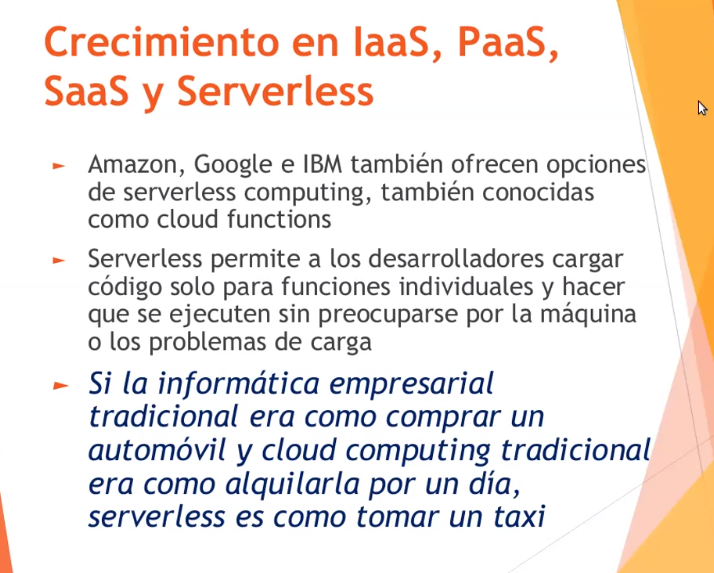 Crecimiento en IaaS, PaaS,
SaaS y Serverless
► Amazon, Google e IBM también ofrecen opciones
de serverless computing, también conocidas
como cloud functions
► Serverless permite a los desarrolladores cargar
código solo para funciones individuales y hacer
que se ejecuten sin preocuparse por la máquina
o los problemas de carga
► Si la informática empresarial
tradicional era como comprar un
automóvil y cloud computing tradicional
era como alquilarla por un día,
serverless es como tomar un taxi